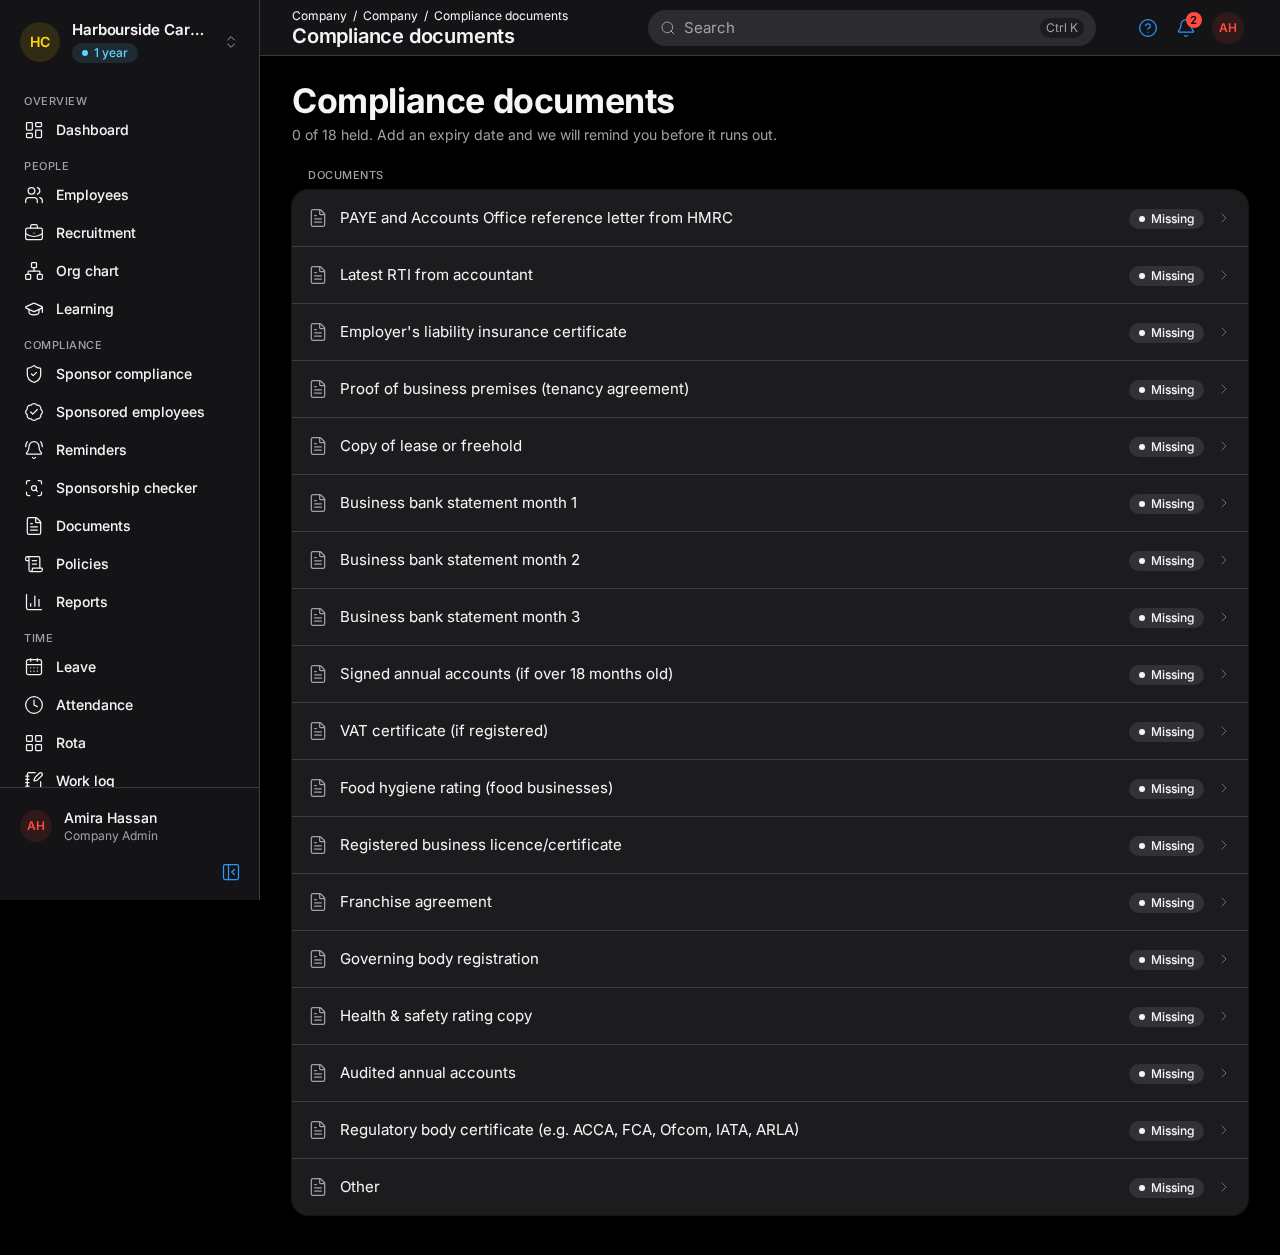 HC
Harbourside Car...
1 year
OVERVIEW
Dashboard
PEOPLE
Employees
Recruitment
Org chart
Learning
COMPLIANCE
Sponsor compliance
Sponsored employees
Reminders
Sponsorship checker
Documents
Policies
Reports
TIME
Leave
Attendance
Rota
Work log
AH
Amira Hassan
Company Admin
Company / Company / Compliance documents
Compliance documents
Search
Ctrl K
2
AH
Compliance documents
0 of 18 held. Add an expiry date and we will remind you before it runs out.
DOCUMENTS
PAYE and Accounts Office reference letter from HMRC Missing
Latest RTI from accountant Missing
Employer's liability insurance certificate Missing
Proof of business premises (tenancy agreement) Missing
Copy of lease or freehold Missing
Business bank statement month 1 Missing
Business bank statement month 2 Missing
Business bank statement month 3 Missing
Signed annual accounts (if over 18 months old) Missing
VAT certificate (if registered) Missing
Food hygiene rating (food businesses) Missing
Registered business licence/certificate Missing
Franchise agreement Missing
Governing body registration Missing
Health & safety rating copy Missing
Audited annual accounts Missing
Regulatory body certificate (e.g. ACCA, FCA, Ofcom, IATA, ARLA) Missing
Other Missing